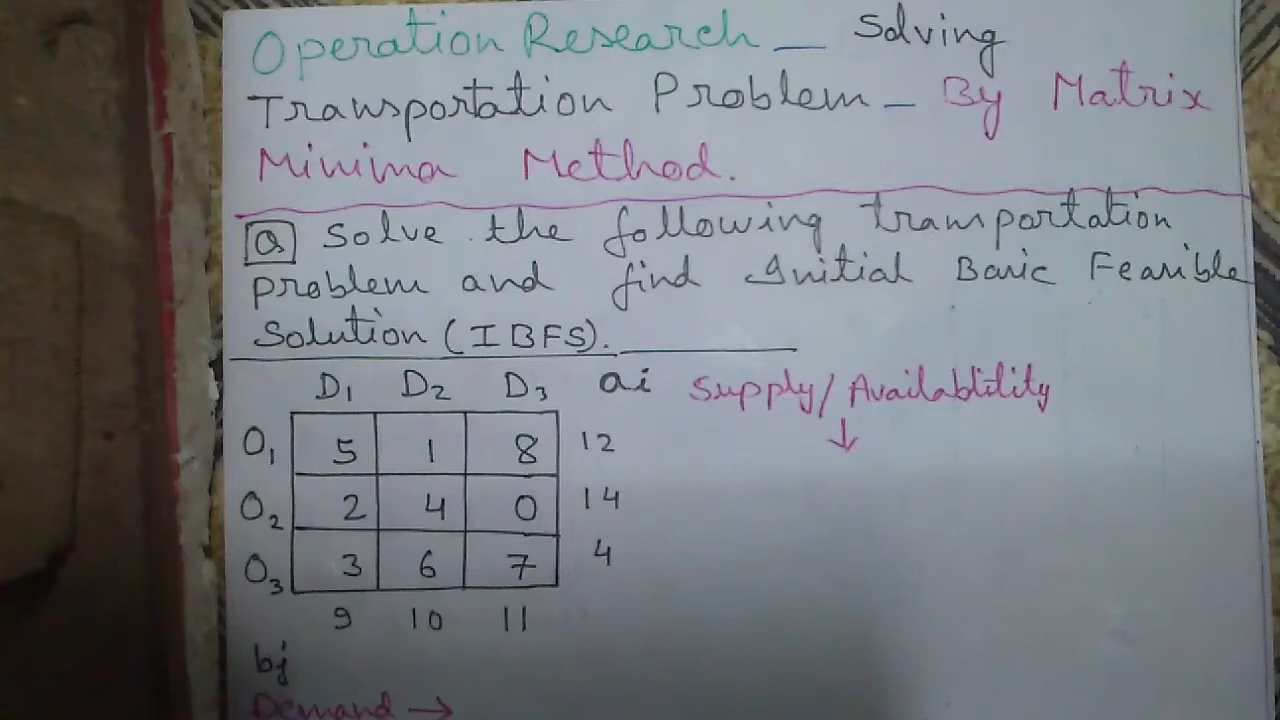 Operation Research _ Solving
Transportation Problem _ By Matrix
Minima Method.
Q Solve the following transportation
problem and find Initial Basic Feasible
Solution (IBFS).
D1 D2 D3 ai Supply/Availablility
↓
O1 5 1 8 12
O2 2 4 0 14
O3 3 6 7 4
9 10 11
bj
Demand →